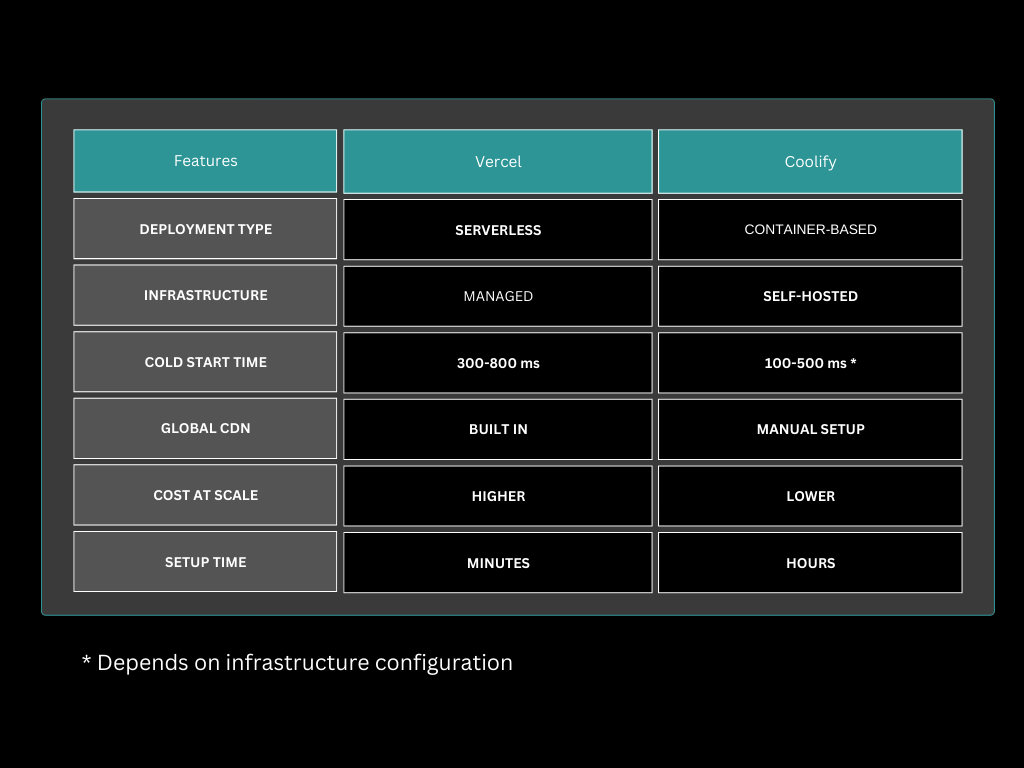 Features Vercel Coolify
DEPLOYMENT TYPE SERVERLESS CONTAINER-BASED
INFRASTRUCTURE MANAGED SELF-HOSTED
COLD START TIME 300-800 ms 100-500 ms *
GLOBAL CDN BUILT IN MANUAL SETUP
COST AT SCALE HIGHER LOWER
SETUP TIME MINUTES HOURS
* Depends on infrastructure configuration